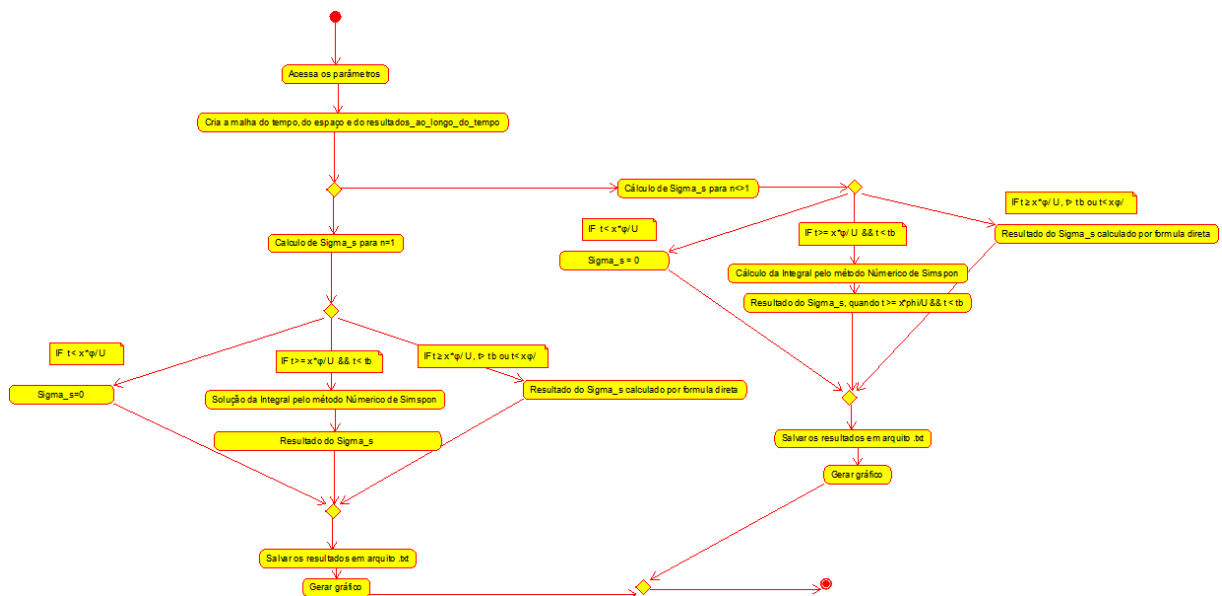 Acessa os parâmetros
Cria a malha do tempo, do espaço e do resultados_ao_longo_do_tempo
Cálculo de Sigma_s para n<>1
IF t < x*φ/ U
IF t>= x*φ/ U && t < tb
IF t ≥ x*φ/ U, t> tb ou t < xφ/
Sigma_s = 0
Cálculo da Integral pelo método Númerico de Simspon
Resultado do Sigma_s, quando t >= x*phi/U && t < tb
Resultado do Sigma_s calculado por formula direta
Salvar os resultados em arquito .txt
Gerar gráfico
Calculo de Sigma_s para n=1
IF t< x*φ/ U
IF t>= x*φ/ U && t< tb
IF t ≥ x*φ/ U, t> tb ou t< xφ/
Sigma_s=0
Solução da Integral pelo método Númerico de Simspon
Resultado do Sigma_s
Resultado do Sigma_s calculado por formula direta
Salvar os resultados em arquito .txt
Gerar gráfico